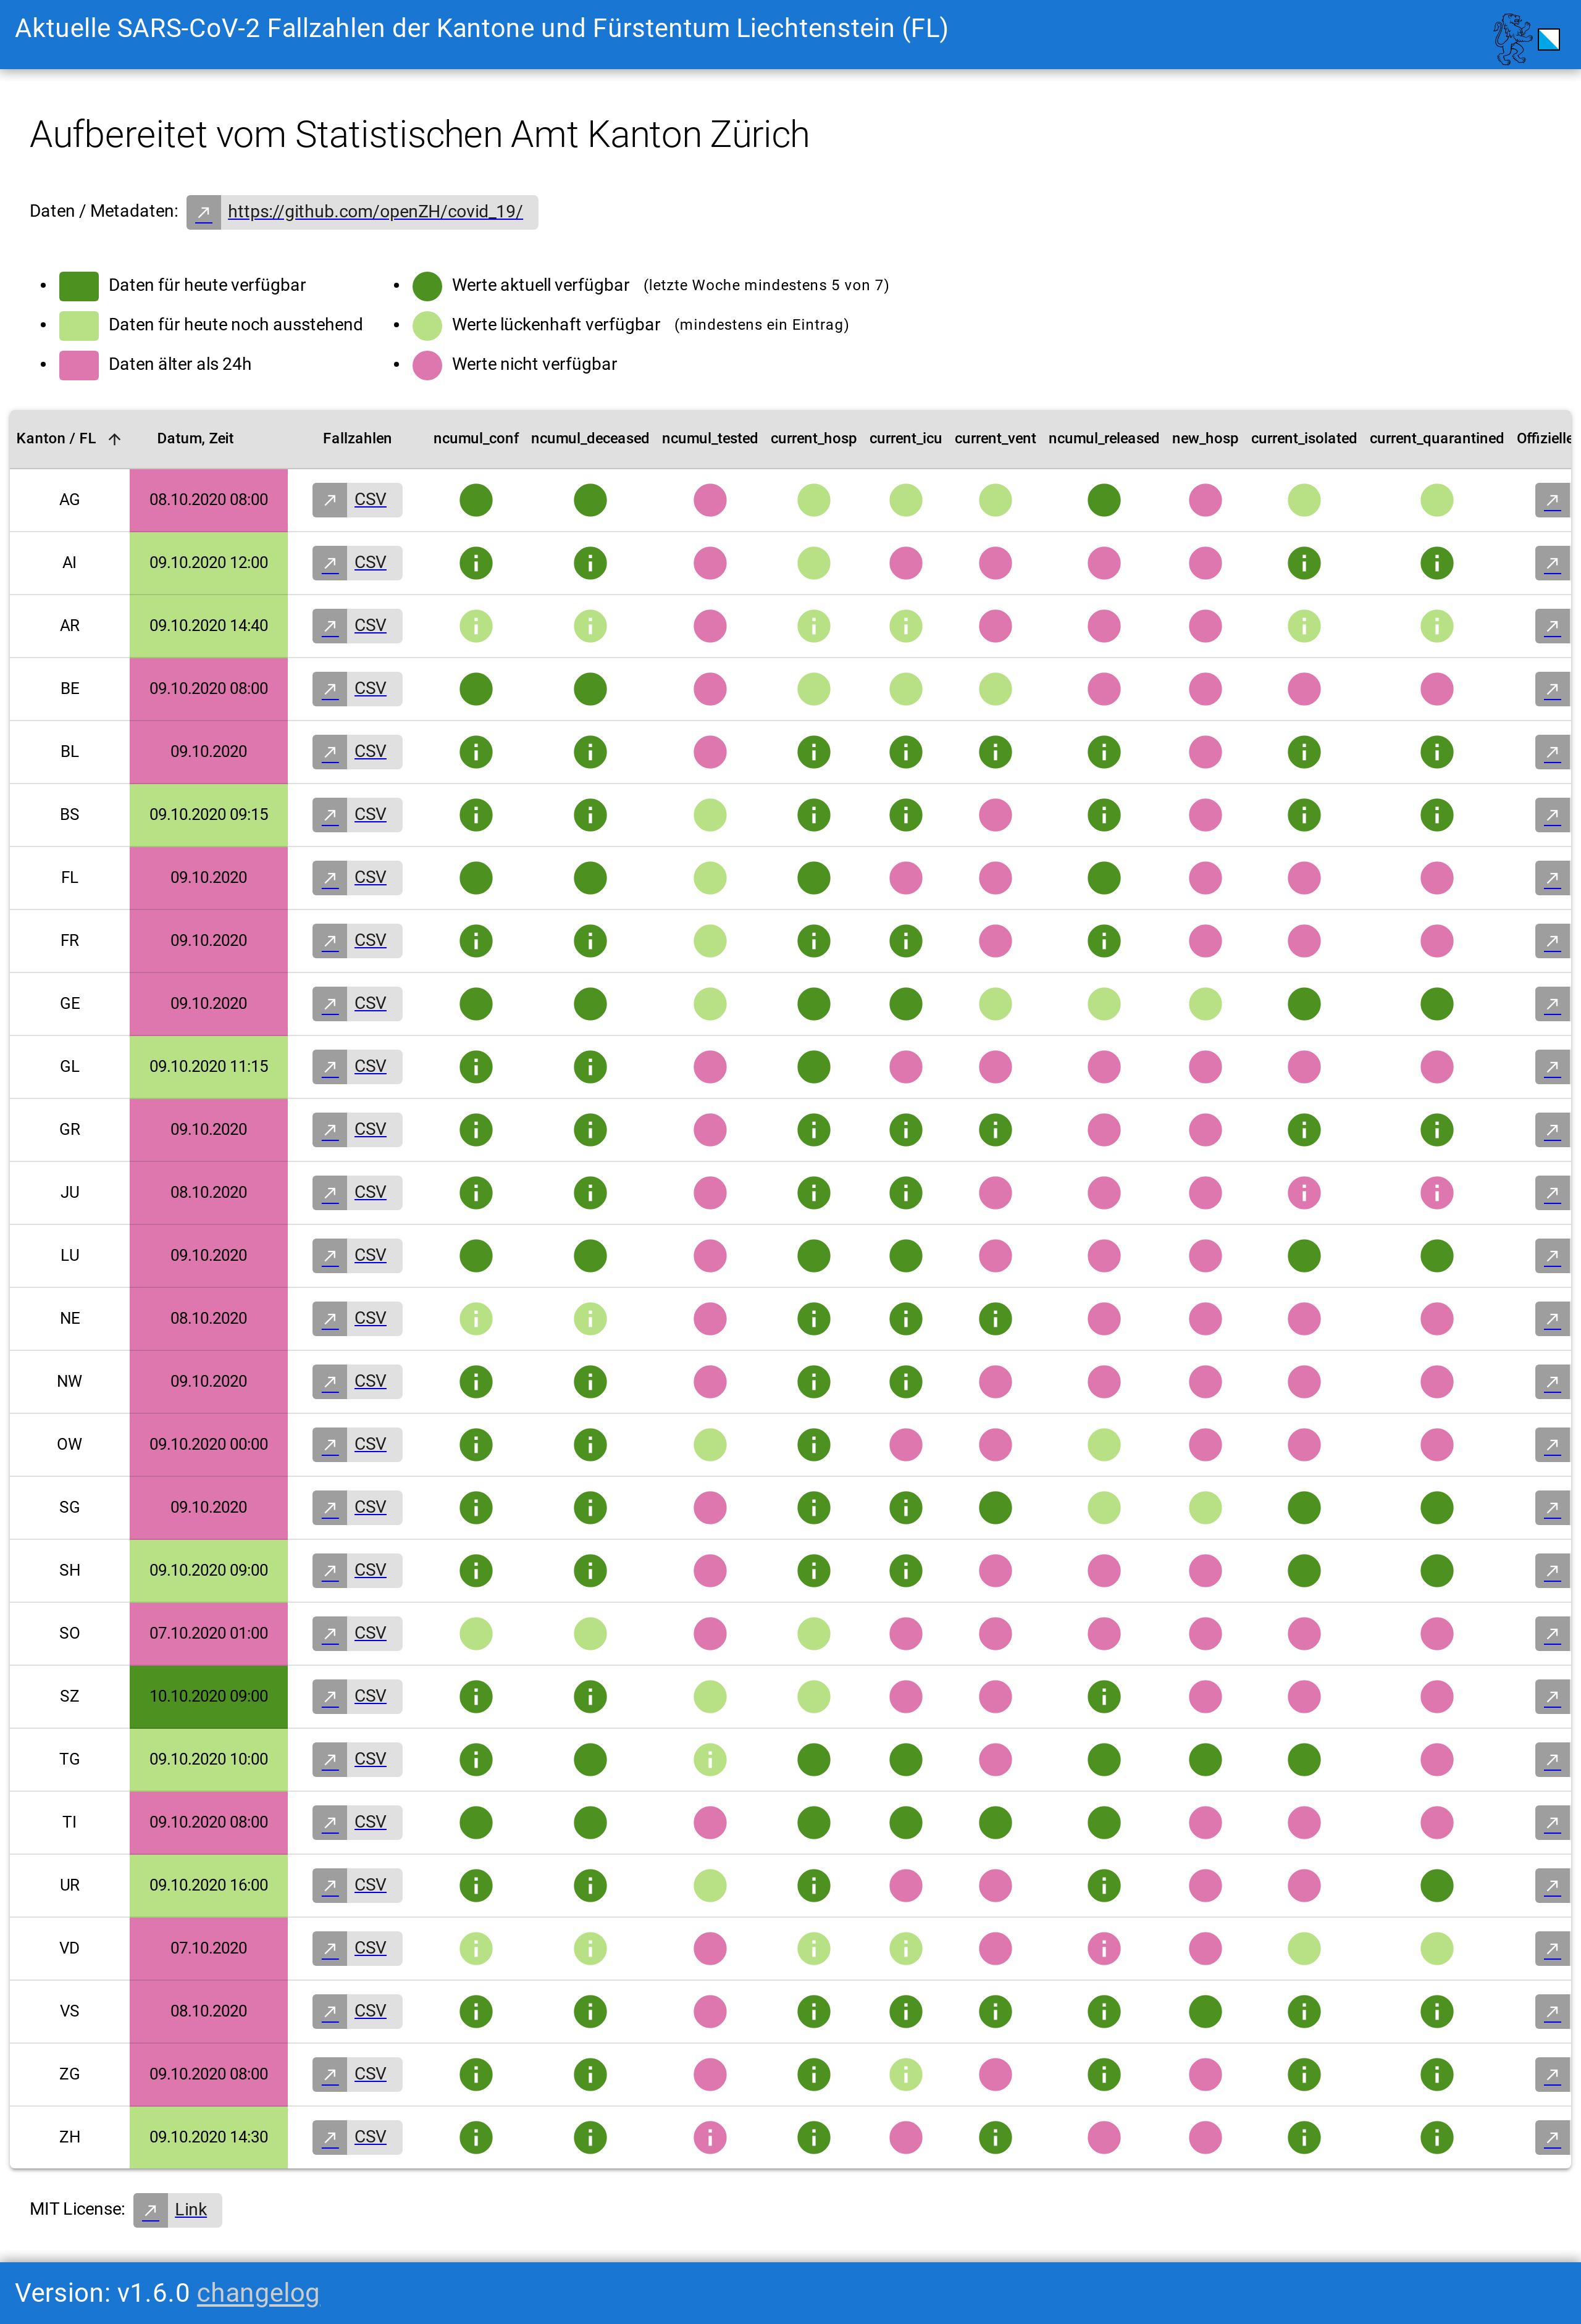 Aktuelle SARS-CoV-2 Fallzahlen der Kantone und Fürstentum Liechtenstein (FL)
Aufbereitet vom Statistischen Amt Kanton Zürich
Daten / Metadaten: https://github.com/openZH/covid_19/
Daten für heute verfügbar
Daten für heute noch ausstehend
Daten älter als 24h
Werte aktuell verfügbar (letzte Woche mindestens 5 von 7)
Werte lückenhaft verfügbar (mindestens ein Eintrag)
Werte nicht verfügbar
Kanton / FL Datum, Zeit Fallzahlen ncumul_conf ncumul_deceased ncumul_tested current_hosp current_icu current_vent ncumul_released new_hosp current_isolated current_quarantined Offizielle
AG 08.10.2020 08:00 CSV
AI 09.10.2020 12:00 CSV
AR 09.10.2020 14:40 CSV
BE 09.10.2020 08:00 CSV
BL 09.10.2020 CSV
BS 09.10.2020 09:15 CSV
FL 09.10.2020 CSV
FR 09.10.2020 CSV
GE 09.10.2020 CSV
GL 09.10.2020 11:15 CSV
GR 09.10.2020 CSV
JU 08.10.2020 CSV
LU 09.10.2020 CSV
NE 08.10.2020 CSV
NW 09.10.2020 CSV
OW 09.10.2020 00:00 CSV
SG 09.10.2020 CSV
SH 09.10.2020 09:00 CSV
SO 07.10.2020 01:00 CSV
SZ 10.10.2020 09:00 CSV
TG 09.10.2020 10:00 CSV
TI 09.10.2020 08:00 CSV
UR 09.10.2020 16:00 CSV
VD 07.10.2020 CSV
VS 08.10.2020 CSV
ZG 09.10.2020 08:00 CSV
ZH 09.10.2020 14:30 CSV
MIT License: Link
Version: v1.6.0 changelog